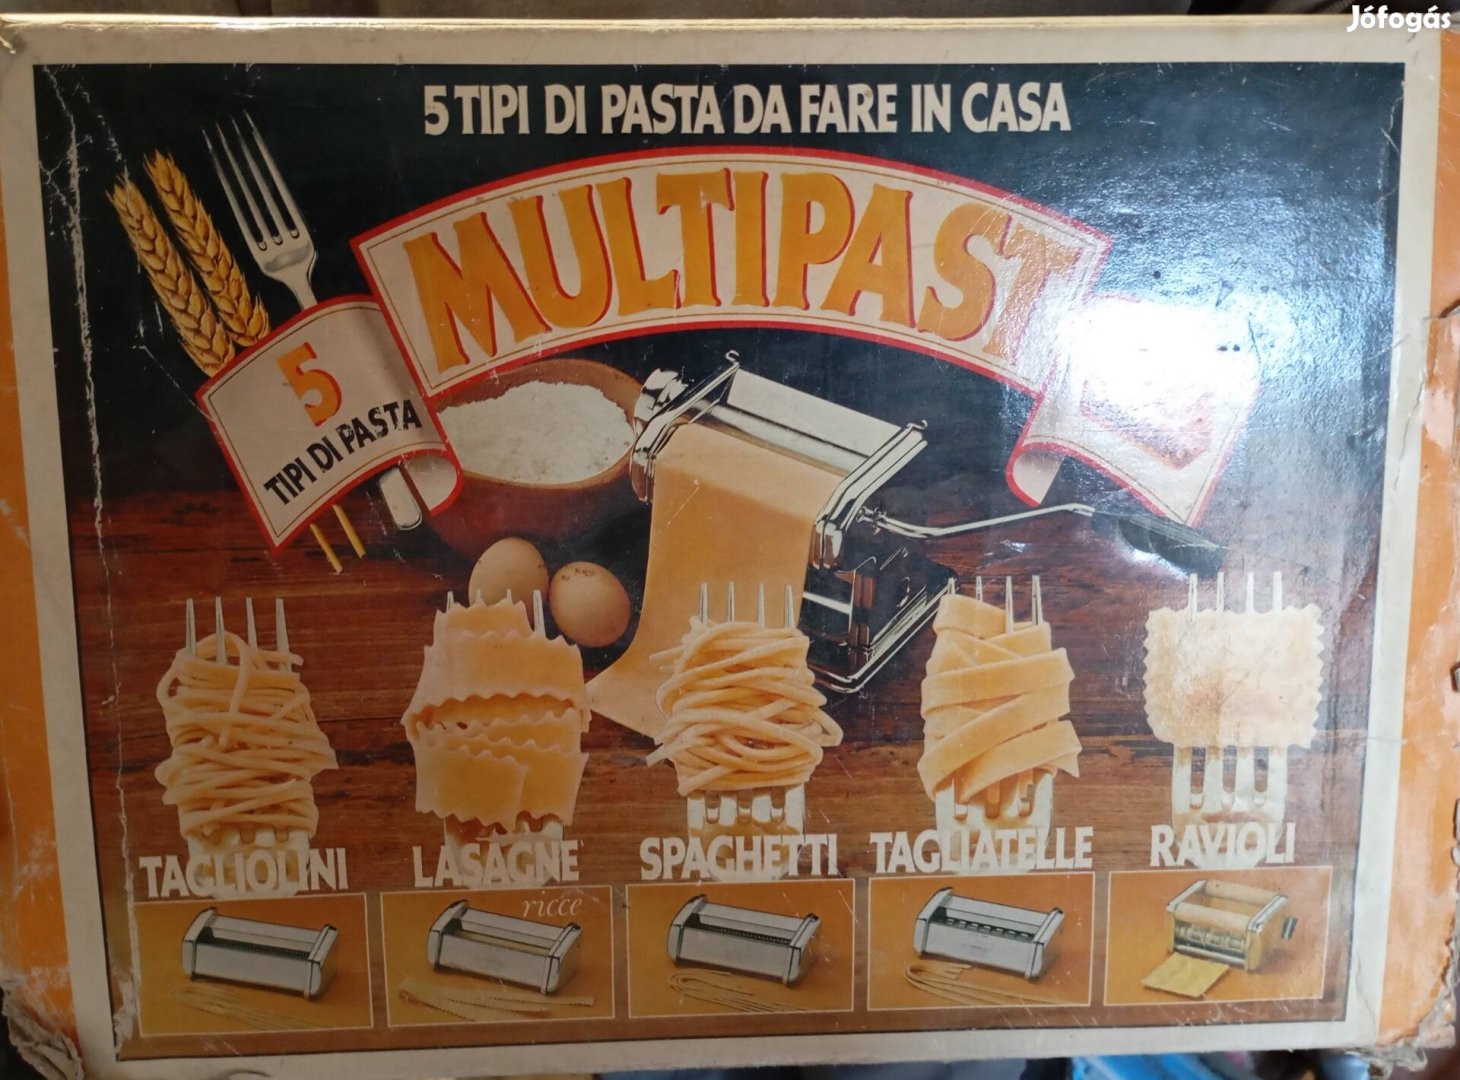 Jófogás
5 TIPI DI PASTA DA FARE IN CASA
MULTIPAST
5
TIPI DI PASTA
TAGLIOLINI
LASAGNE
ricce
SPAGHETTI
TAGLIATELLE
RAVIOLI